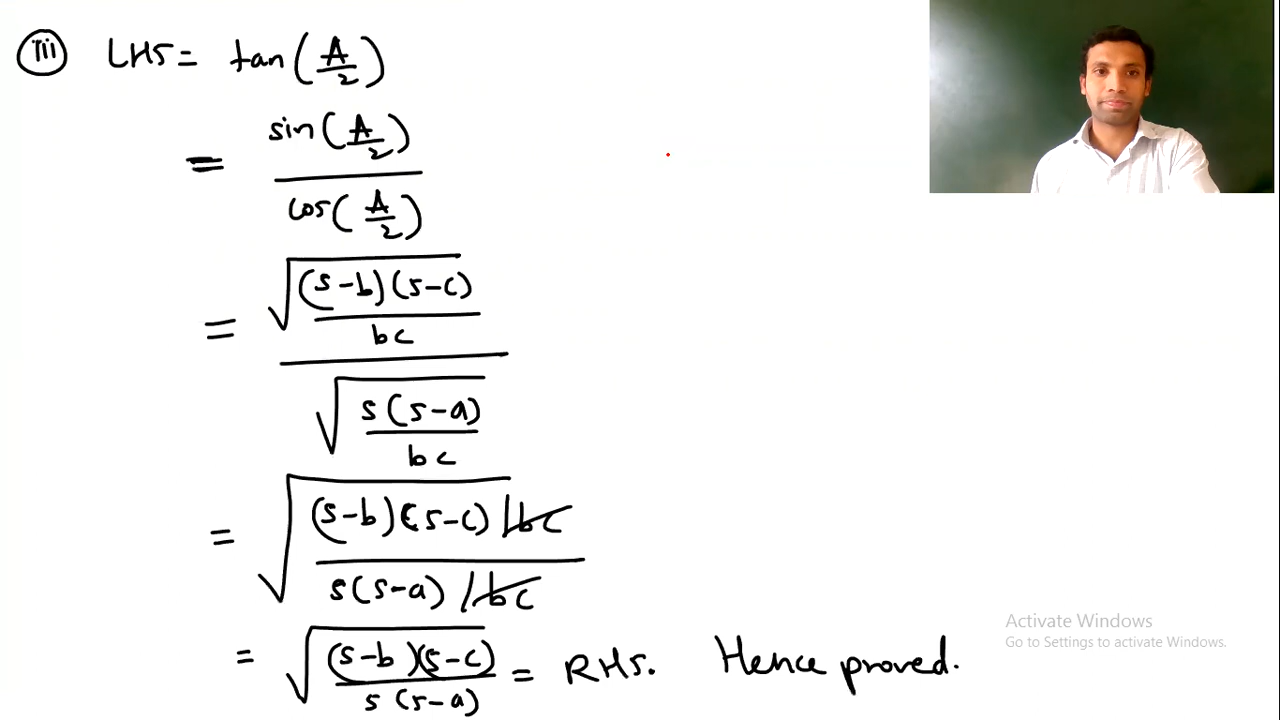 (iii) LHS = tan(A/2)
= sin(A/2) / cos(A/2)
= √((s-b)(s-c)/bc) / √(s(s-a)/bc)
= √((s-b)(s-c)/bc / s(s-a)/bc)
= √((s-b)(s-c) / s(s-a)) = RHS. Hence proved.
Activate Windows
Go to Settings to activate Windows.